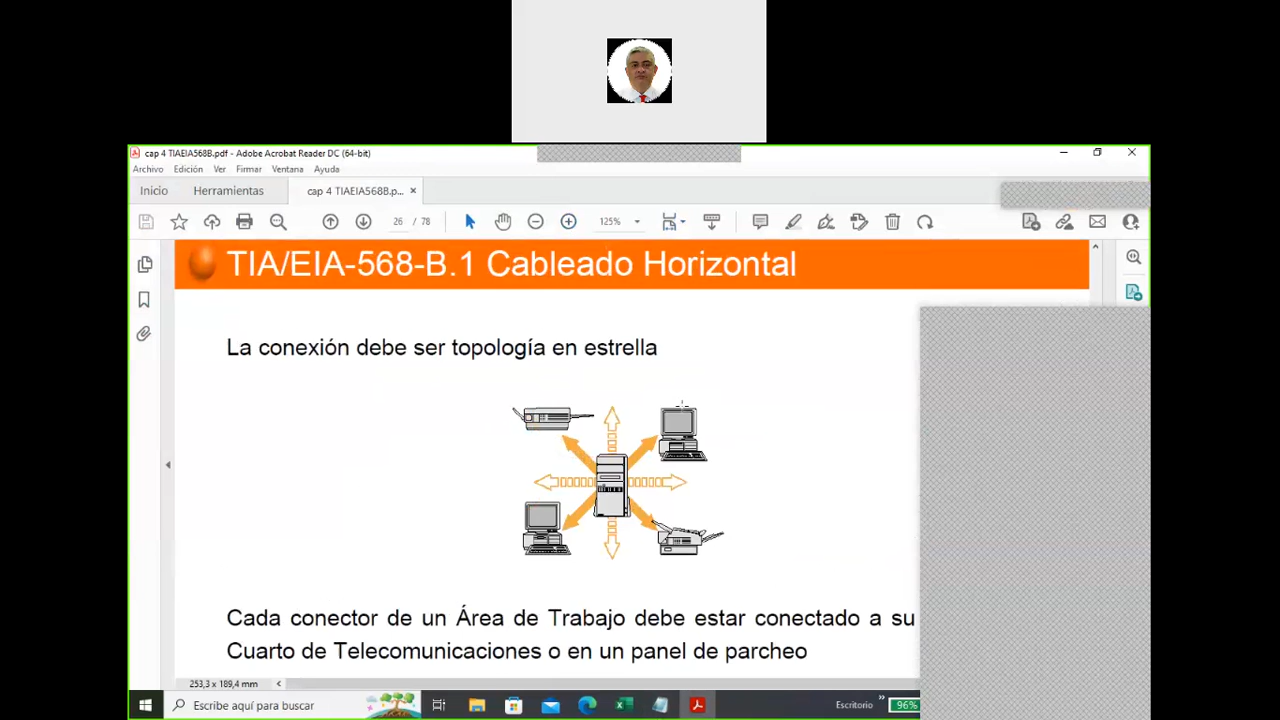 cap 4 TIAEIA568B.pdf - Adobe Acrobat Reader DC (64-bit)
Archivo Edición Ver Firmar Ventana Ayuda
Inicio Herramientas cap 4 TIAEIA568B.p... ×
26 / 78 125%
TIA/EIA-568-B.1 Cableado Horizontal
La conexión debe ser topología en estrella
Cada conector de un Área de Trabajo debe estar conectado a su
Cuarto de Telecomunicaciones o en un panel de parcheo
253,3 x 189,4 mm
Escribe aquí para buscar Escritorio » 96%